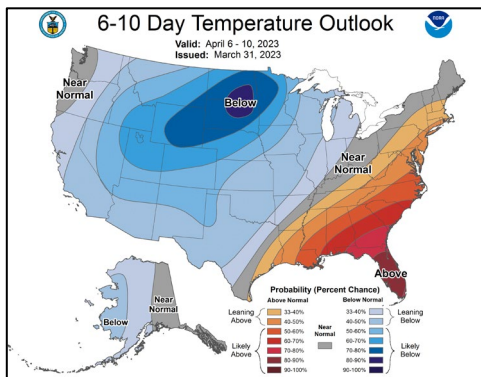 6-10 Day Temperature Outlook
Valid: April 6 - 10, 2023
Issued: March 31, 2023
Near
Normal
Below
Near
Normal
Above
Below
Near
Normal
Probability (Percent Chance)
Above Normal
Below Normal
Leaning
Above
33-40%
40-50%
Likely
Above
50-60%
60-70%
70-80%
80-90%
90-100%
Near
Normal
33-40%
40-50%
Leaning
Below
50-60%
60-70%
70-80%
80-90%
90-100%
Likely
Below